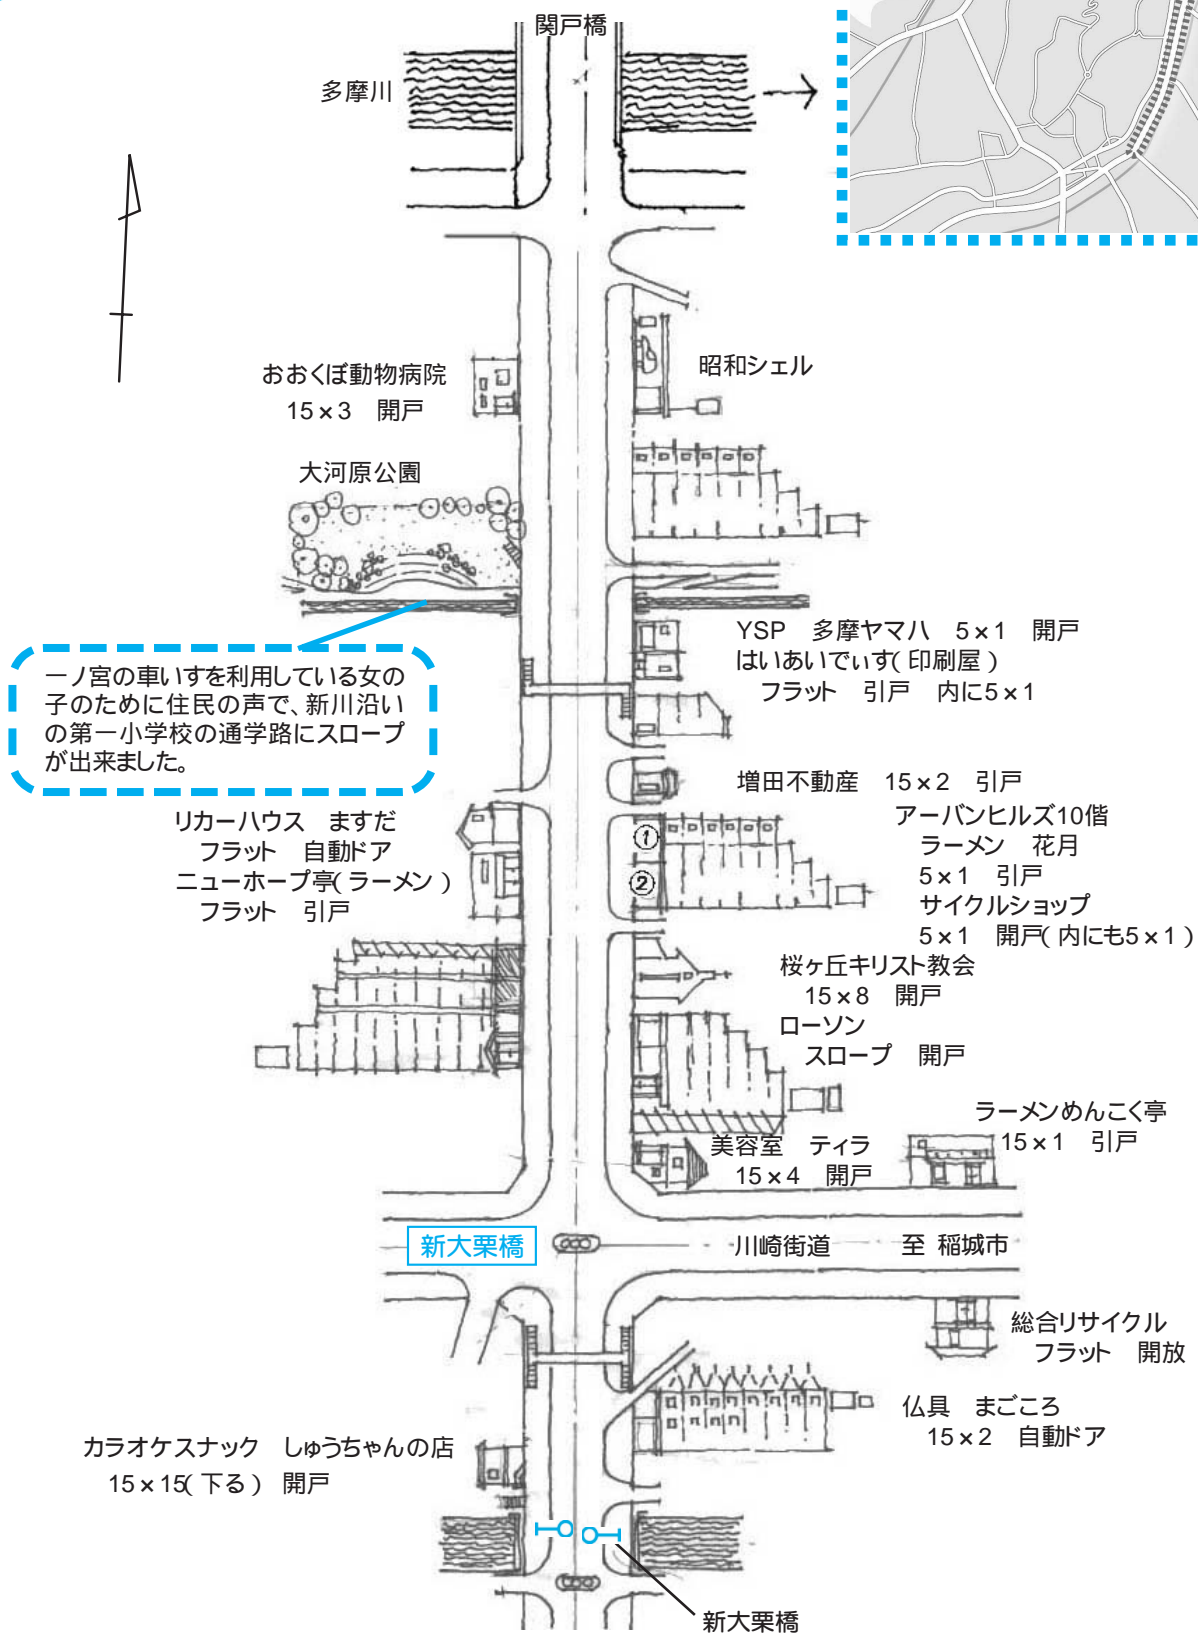 関戸橋
多摩川
おおくぼ動物病院
15×3 開戸
昭和シェル
大河原公園
一ノ宮の車いすを利用している女の
子のために住民の声で、新川沿い
の第一小学校の通学路にスロープ
が出来ました。
YSP 多摩ヤマハ 5×1 開戸
はいあいでぃす(印刷屋)
フラット 引戸 内に5×1
増田不動産 15×2 引戸
リカーハウス ますだ
フラット 自動ドア
ニューホープ亭(ラーメン)
フラット 引戸
①
②
アーバンヒルズ10階
ラーメン 花月
5×1 引戸
サイクルショップ
5×1 開戸(内にも5×1)
桜ヶ丘キリスト教会
15×8 開戸
ローソン
スロープ 開戸
ラーメンめんこく亭
15×1 引戸
美容室 ティラ
15×4 開戸
新大栗橋
川崎街道 至 稲城市
総合リサイクル
フラット 開放
仏具 まごころ
15×2 自動ドア
カラオケスナック しゅうちゃんの店
15×15(下る) 開戸
新大栗橋